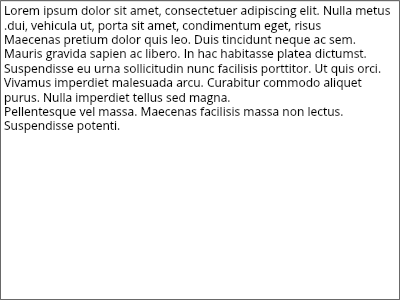 Lorem ipsum dolor sit amet, consectetuer adipiscing elit. Nulla metus
.dui, vehicula ut, porta sit amet, condimentum eget, risus
Maecenas pretium dolor quis leo. Duis tincidunt neque ac sem.
Mauris gravida sapien ac libero. In hac habitasse platea dictumst.
Suspendisse eu urna sollicitudin nunc facilisis porttitor. Ut quis orci.
Vivamus imperdiet malesuada arcu. Curabitur commodo aliquet
purus. Nulla imperdiet tellus sed magna.
Pellentesque vel massa. Maecenas facilisis massa non lectus.
Suspendisse potenti.